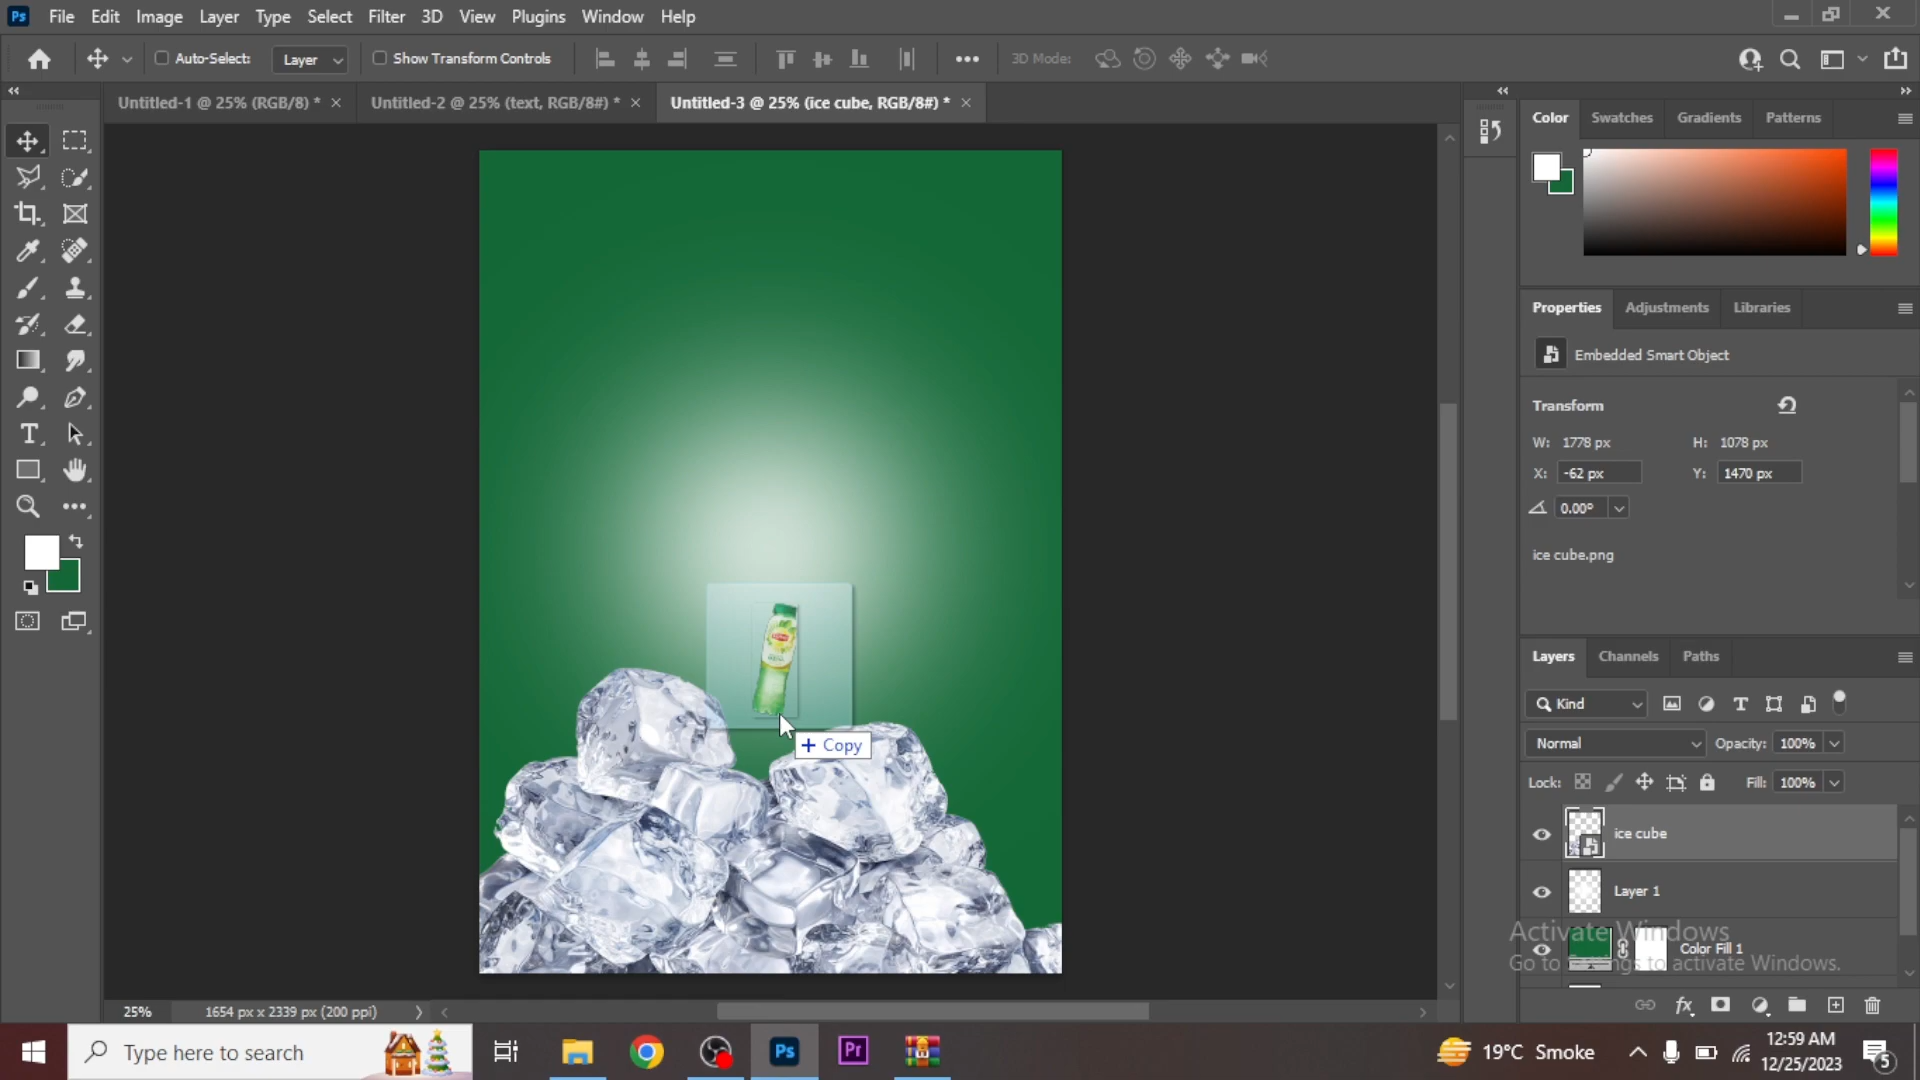 Ps File Edit Image Layer Type Select Filter 3D View Plugins Window Help
Auto-Select: Layer Show Transform Controls 3D Mode:
Untitled-1 @ 25% (RGB/8) * Untitled-2 @ 25% (text, RGB/8#) * Untitled-3 @ 25% (ice cube, RGB/8#) *
Color Swatches Gradients Patterns
Properties Adjustments Libraries
Embedded Smart Object
Transform
W: 1778 px H: 1078 px
X: -62 px Y: 1470 px
0.00°
ice cube.png
Copy
Layers Channels Paths
Kind
Normal Opacity: 100%
Lock: Fill: 100%
ice cube
Layer 1
Color Fill 1
Activate Windows
Go to Settings to activate Windows.
25% 1654 px x 2339 px (200 ppi)
Type here to search
Ps Pr
19°C Smoke
12:59 AM
12/25/2023
5